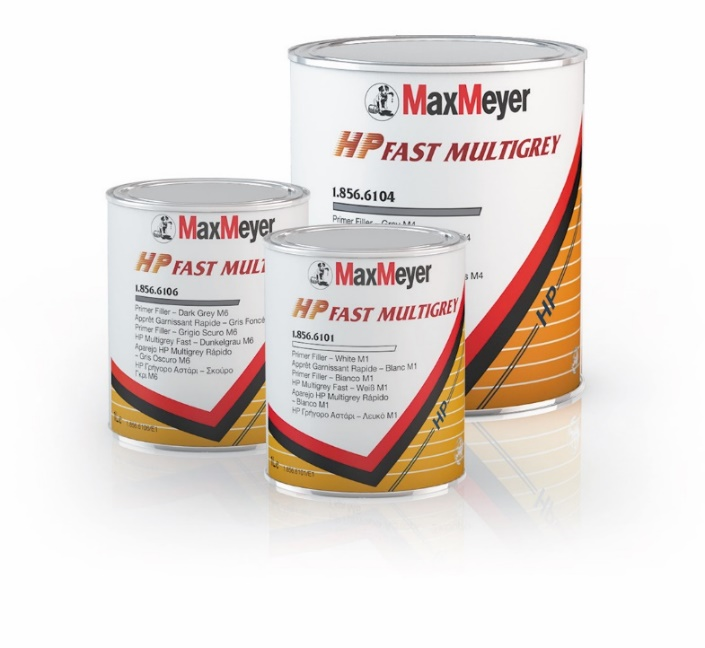 MaxMeyer
HP FAST MULTIGREY
1.856.6104
Primer Filler – Grey M4
M4
HP
MaxMeyer
HP FAST MULT
1.856.6106
Primer Filler – Dark Grey M6
Apprêt Garnissant Rapide – Gris Foncé
Primer Filler – Grigio Scuro M6
HP Multigrey Fast – Dunkelgrau M6
Aparejo HP Multigrey Rápido
– Gris Oscuro M6
HP Γρήγορο Αστάρι – Σκούρο
Γκρι M6
MaxMeyer
HP FAST MULTIGREY
1.856.6101
Primer Filler – White M1
Apprêt Garnissant Rapide – Blanc M1
Primer Filler – Bianco M1
HP Multigrey Fast – Weiß M1
Aparejo HP Multigrey Rápido
– Blanco M1
HP Γρήγορο Αστάρι – Λευκό M1
HP